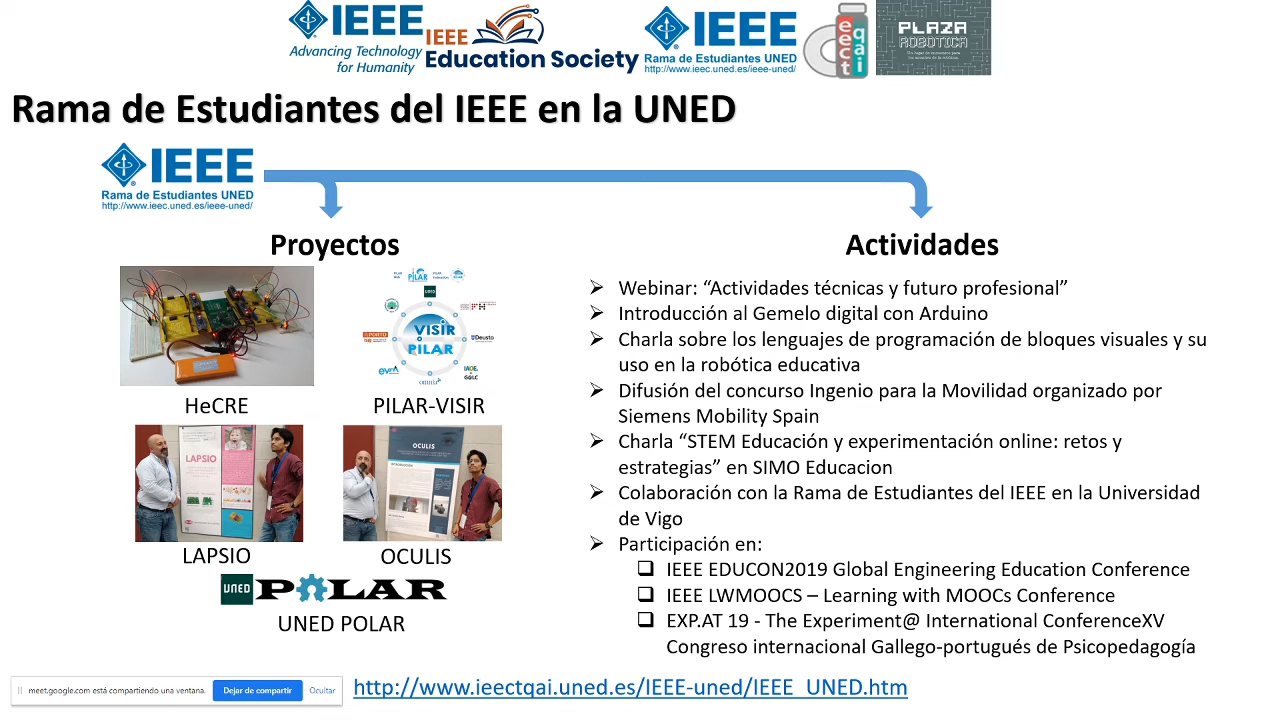 IEEE
Advancing Technology
for Humanity
IEEE
Education Society
IEEE
Rama de Estudiantes UNED
http://www.ieec.uned.es/ieee-uned/
PLAZA
ROBOTICA
Rama de Estudiantes del IEEE en la UNED
IEEE
Rama de Estudiantes UNED
http://www.ieec.uned.es/ieee-uned/
Proyectos
HeCRE
PILAR
UNED
VISIR
PILAR
PORTO
Deusto
omnia
PILAR-VISIR
LAPSIO
LAPSIO
OCULIS
OCULIS
UNED POLAR
UNED POLAR
Actividades
➢ Webinar: “Actividades técnicas y futuro profesional”
➢ Introducción al Gemelo digital con Arduino
➢ Charla sobre los lenguajes de programación de bloques visuales y su
uso en la robótica educativa
➢ Difusión del concurso Ingenio para la Movilidad organizado por
Siemens Mobility Spain
➢ Charla “STEM Educación y experimentación online: retos y
estrategias” en SIMO Educacion
➢ Colaboración con la Rama de Estudiantes del IEEE en la Universidad
de Vigo
➢ Participación en:
❑ IEEE EDUCON2019 Global Engineering Education Conference
❑ IEEE LWMOOCS – Learning with MOOCs Conference
❑ EXP.AT 19 - The Experiment@ International ConferenceXV
Congreso internacional Gallego-portugués de Psicopedagogía
meet.google.com está compartiendo una ventana.
Dejar de compartir
Ocultar
http://www.ieectqai.uned.es/IEEE-uned/IEEE_UNED.htm